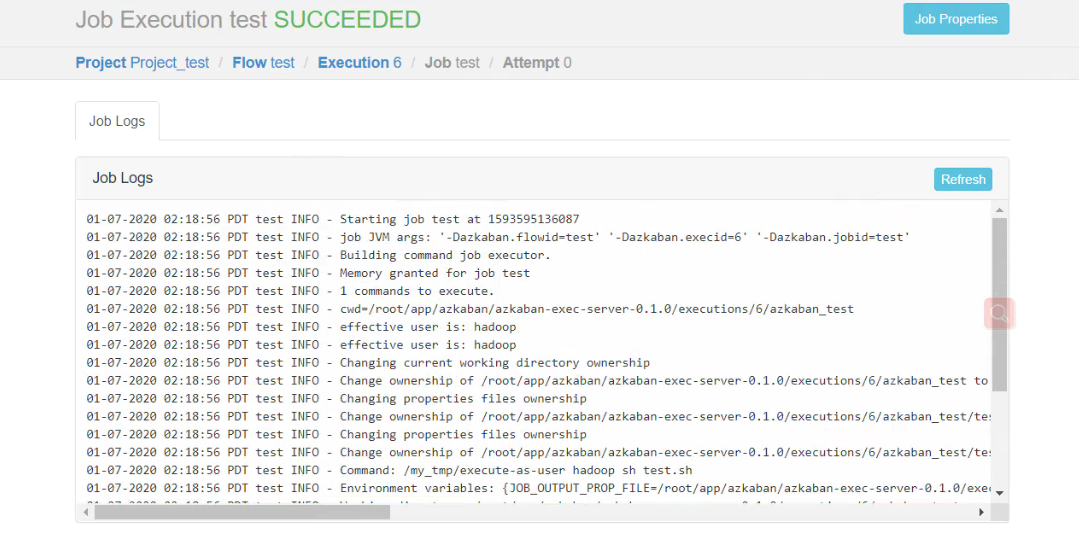 Job Execution test SUCCEEDED
Job Properties
Project Project_test / Flow test / Execution 6 / Job test / Attempt 0
Job Logs
Job Logs
Refresh
01-07-2020 02:18:56 PDT test INFO - Starting job test at 1593595136087
01-07-2020 02:18:56 PDT test INFO - job JVM args: '-Dazkaban.flowid=test' '-Dazkaban.execid=6' '-Dazkaban.jobid=test'
01-07-2020 02:18:56 PDT test INFO - Building command job executor.
01-07-2020 02:18:56 PDT test INFO - Memory granted for job test
01-07-2020 02:18:56 PDT test INFO - 1 commands to execute.
01-07-2020 02:18:56 PDT test INFO - cwd=/root/app/azkaban/azkaban-exec-server-0.1.0/executions/6/azkaban_test
01-07-2020 02:18:56 PDT test INFO - effective user is: hadoop
01-07-2020 02:18:56 PDT test INFO - effective user is: hadoop
01-07-2020 02:18:56 PDT test INFO - Changing current working directory ownership
01-07-2020 02:18:56 PDT test INFO - Change ownership of /root/app/azkaban/azkaban-exec-server-0.1.0/executions/6/azkaban_test to
01-07-2020 02:18:56 PDT test INFO - Changing properties files ownership
01-07-2020 02:18:56 PDT test INFO - Change ownership of /root/app/azkaban/azkaban-exec-server-0.1.0/executions/6/azkaban_test/tes
01-07-2020 02:18:56 PDT test INFO - Changing properties files ownership
01-07-2020 02:18:56 PDT test INFO - Change ownership of /root/app/azkaban/azkaban-exec-server-0.1.0/executions/6/azkaban_test/tes
01-07-2020 02:18:56 PDT test INFO - Command: /my_tmp/execute-as-user hadoop sh test.sh
01-07-2020 02:18:56 PDT test INFO - Environment variables: {JOB_OUTPUT_PROP_FILE=/root/app/azkaban/azkaban-exec-server-0.1.0/exec